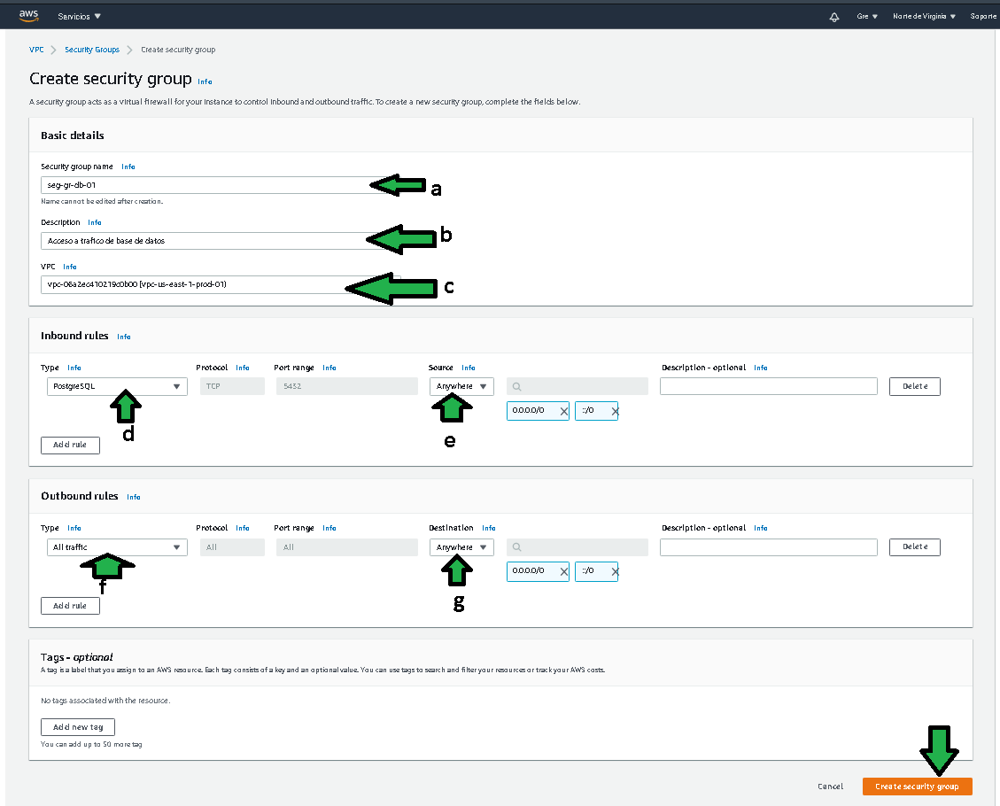 aws Servicios Gre Norte de Virginia Soporte
VPC Security Groups Create security group
Create security group Info
A security group acts as a virtual firewall for your instance to control inbound and outbound traffic. To create a new security group, complete the fields below.
Basic details
Security group name Info
seg-gr-db-01 a
Name cannot be edited after creation.
Description Info
Acceso a trafico de base de datos b
VPC Info
vpc-06a2ec410219c0b00 (vpc-us-east-1-prod-01) c
Inbound rules Info
Type Info Protocol Info Port range Info Source Info Description - optional Info
PostgreSQL TCP 5432 Anywhere Delete
0.0.0.0/0 ::/0
d e
Add rule
Outbound rules Info
Type Info Protocol Info Port range Info Destination Info Description - optional Info
All traffic All All Anywhere Delete
0.0.0.0/0 ::/0
f g
Add rule
Tags - optional
A tag is a label that you assign to an AWS resource. Each tag consists of a key and an optional value. You can use tags to search and filter your resources or track your AWS costs.
No tags associated with the resource.
Add new tag
You can add up to 50 more tag
Cancel Create security group